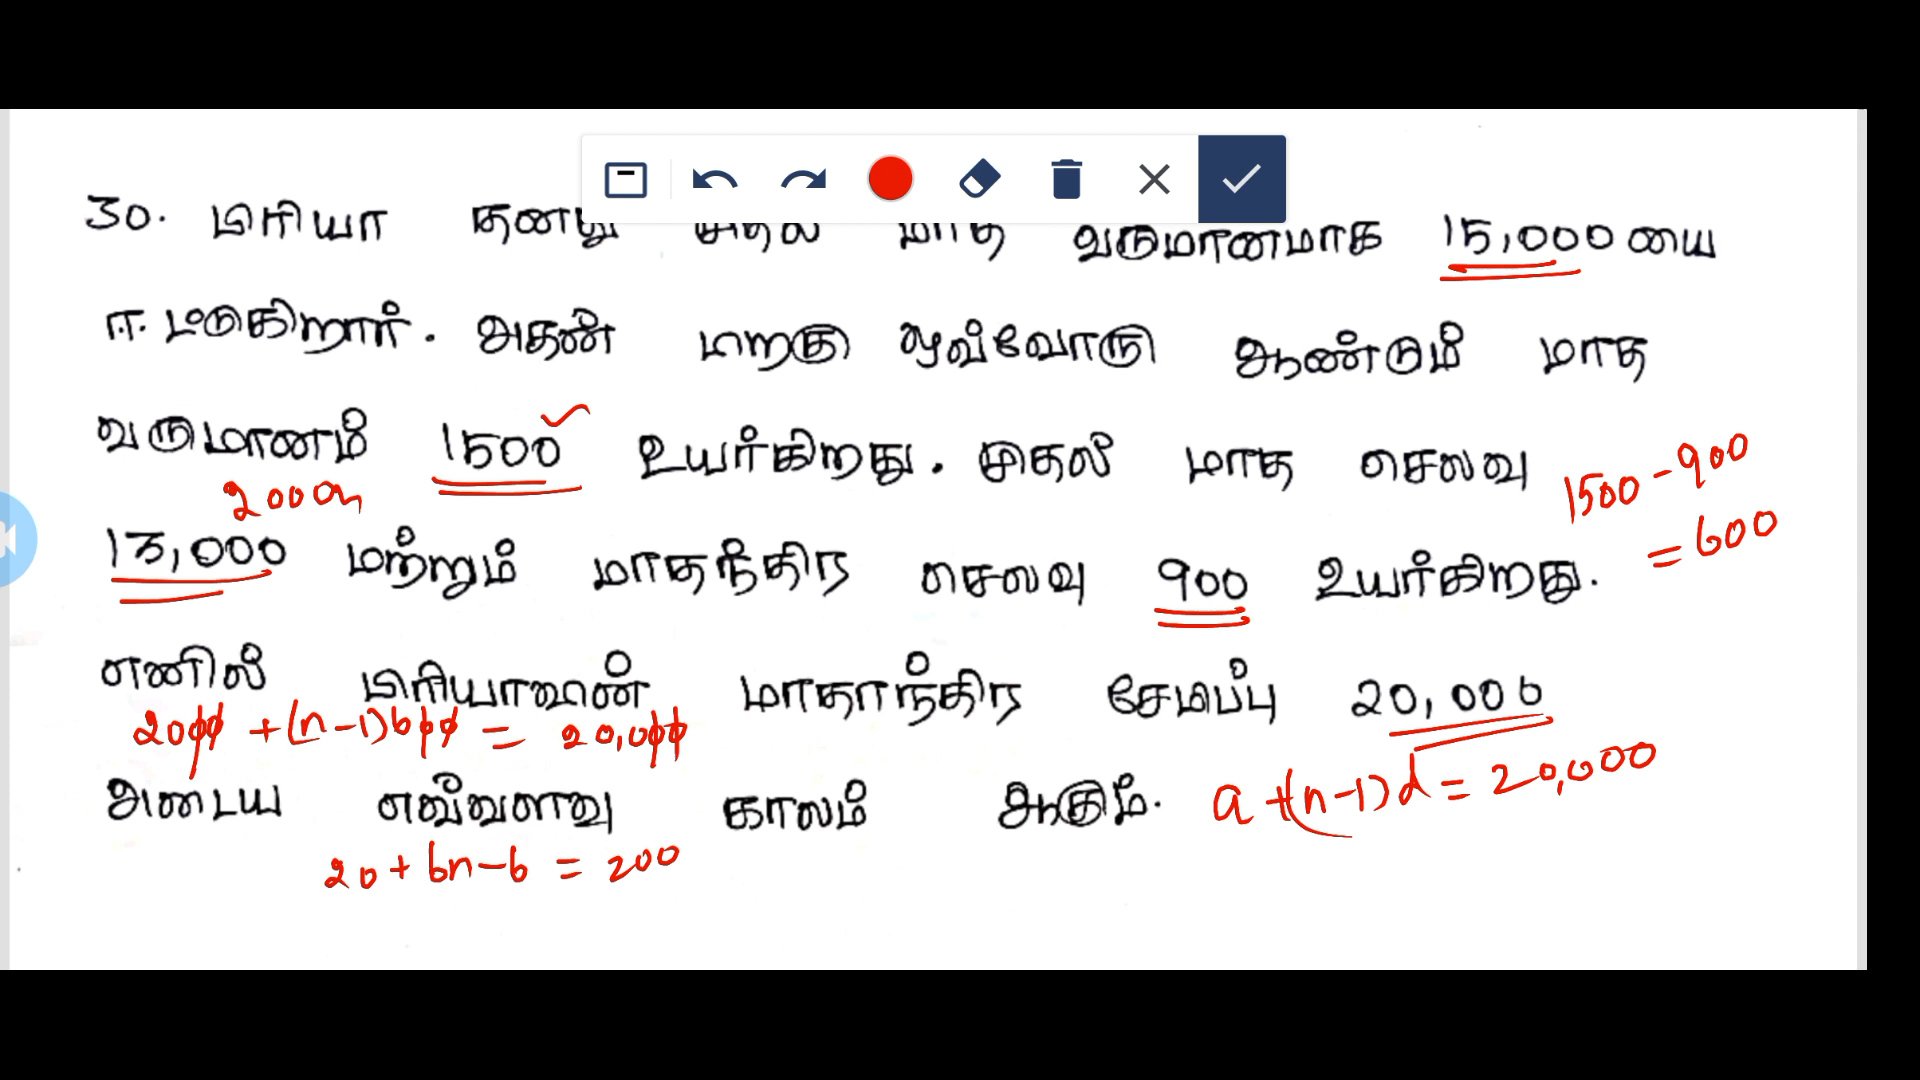 30. பிரியா தனது முதல் மாத வருமானமாக 15,000 யை
ஈட்டுகிறார். அதன் பிறகு ஒவ்வோரு ஆண்டும் மாத
வருமானம் 1500 உயர்கிறது. முதல் மாத செலவு
1500 - 900
2000
= 600
13,000 மற்றும் மாதந்திர செலவு 900 உயர்கிறது.
எனில் பிரியாவின் மாதாந்திர சேமிப்பு 20,000
2000 + (n-1)600 = 20,000
அடைய எவ்வளவு காலம் ஆகும்.
a + (n-1)d = 20,000
20 + 6n - 6 = 200